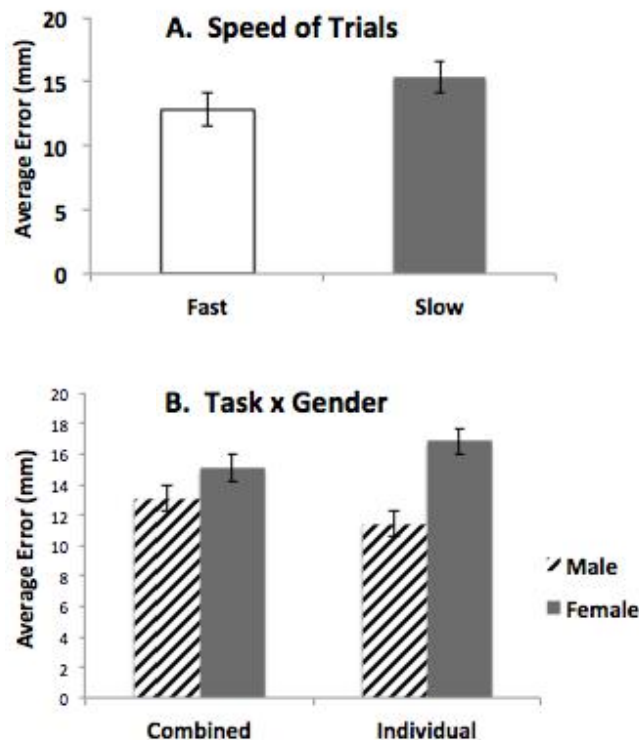 A. Speed of Trials
Average Error (mm)
20
15
10
5
0
Fast Slow
B. Task x Gender
Average Error (mm)
20
18
16
14
12
10
8
6
4
2
0
Male
Female
Combined Individual